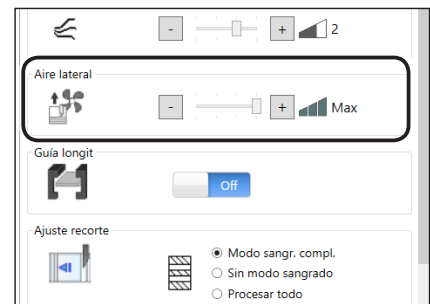 - + 2
Aire lateral
- + Max
Guía longit
Off
Ajuste recorte
Modo sangr. compl.
Sin modo sangrado
Procesar todo